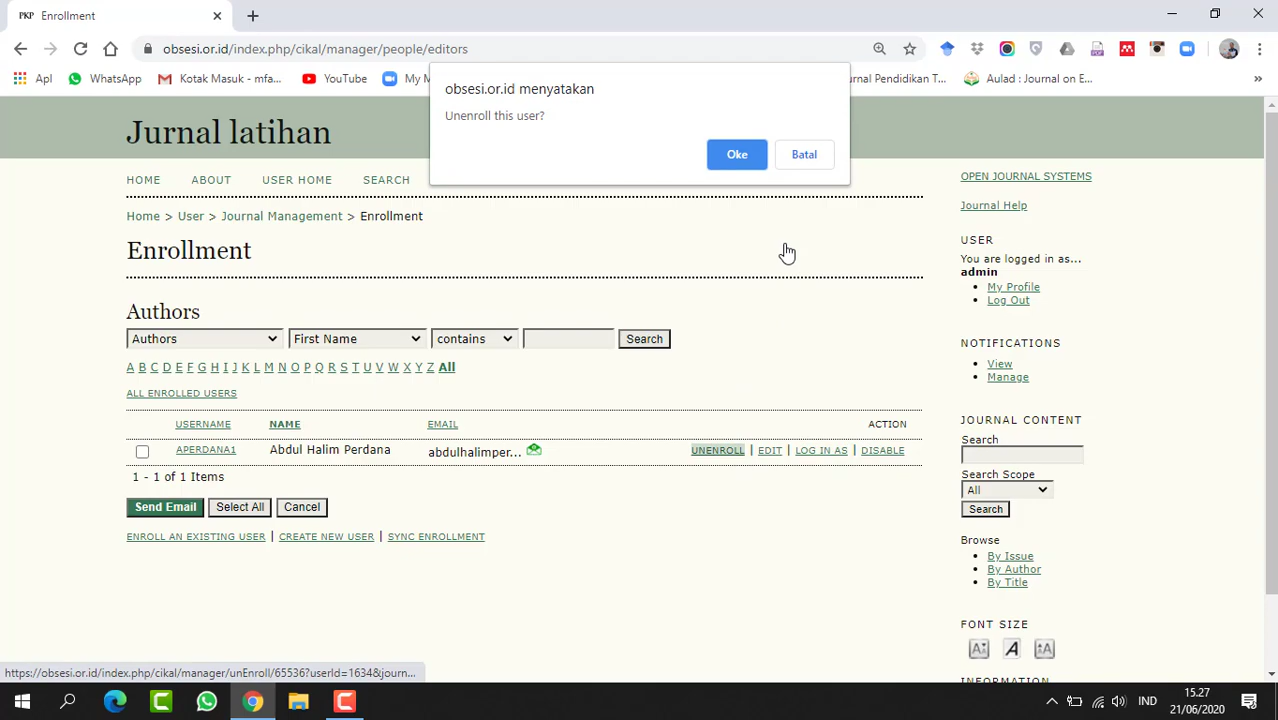 PKP Enrollment
obsesi.or.id/index.php/cikal/manager/people/editors
Apl WhatsApp Kotak Masuk - mfa... YouTube My M ournal Pendidikan T... Aulad : Journal on E...
obsesi.or.id menyatakan
Unenroll this user?
Oke Batal
Jurnal latihan
HOME ABOUT USER HOME SEARCH
Home > User > Journal Management > Enrollment
Enrollment
Authors
Authors First Name contains Search
A B C D E F G H I J K L M N O P Q R S T U V W X Y Z All
ALL ENROLLED USERS
USERNAME NAME EMAIL ACTION
APERDANA1 Abdul Halim Perdana abdulhalimper... UNENROLL | EDIT | LOG IN AS | DISABLE
1 - 1 of 1 Items
Send Email Select All Cancel
ENROLL AN EXISTING USER | CREATE NEW USER | SYNC ENROLLMENT
OPEN JOURNAL SYSTEMS
Journal Help
USER
You are logged in as...
admin
My Profile
Log Out
NOTIFICATIONS
View
Manage
JOURNAL CONTENT
Search
Search Scope
All
Search
Browse
By Issue
By Author
By Title
FONT SIZE
A A A
INFORMATION
https://obsesi.or.id/index.php/cikal/manager/unEnroll/65536?userId=1634&journ...
IND
15.27
21/06/2020